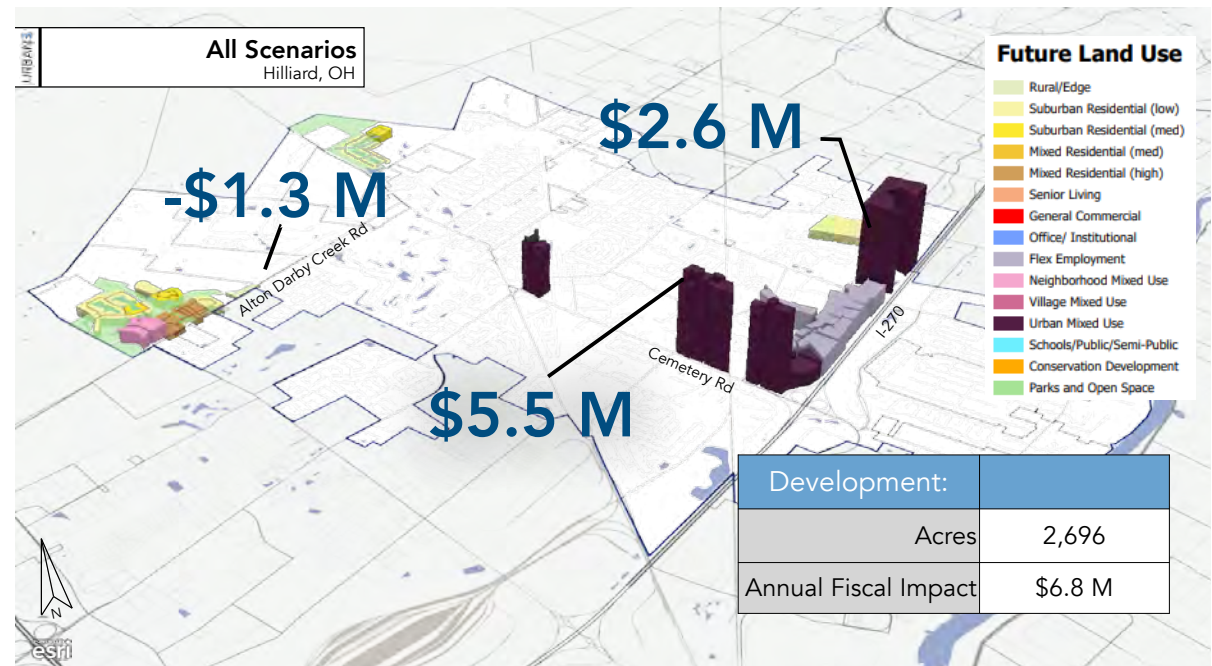 URBAN3
All Scenarios
Hilliard, OH
Future Land Use
Rural/Edge
Suburban Residential (low)
Suburban Residential (med)
Mixed Residential (med)
Mixed Residential (high)
Senior Living
General Commercial
Office/ Institutional
Flex Employment
Neighborhood Mixed Use
Village Mixed Use
Urban Mixed Use
Schools/Public/Semi-Public
Conservation Development
Parks and Open Space
$2.6 M
-$1.3 M
Alton Darby Creek Rd
I-270
Cemetery Rd
$5.5 M
Development:
Acres 2,696
Annual Fiscal Impact $6.8 M
N
esri